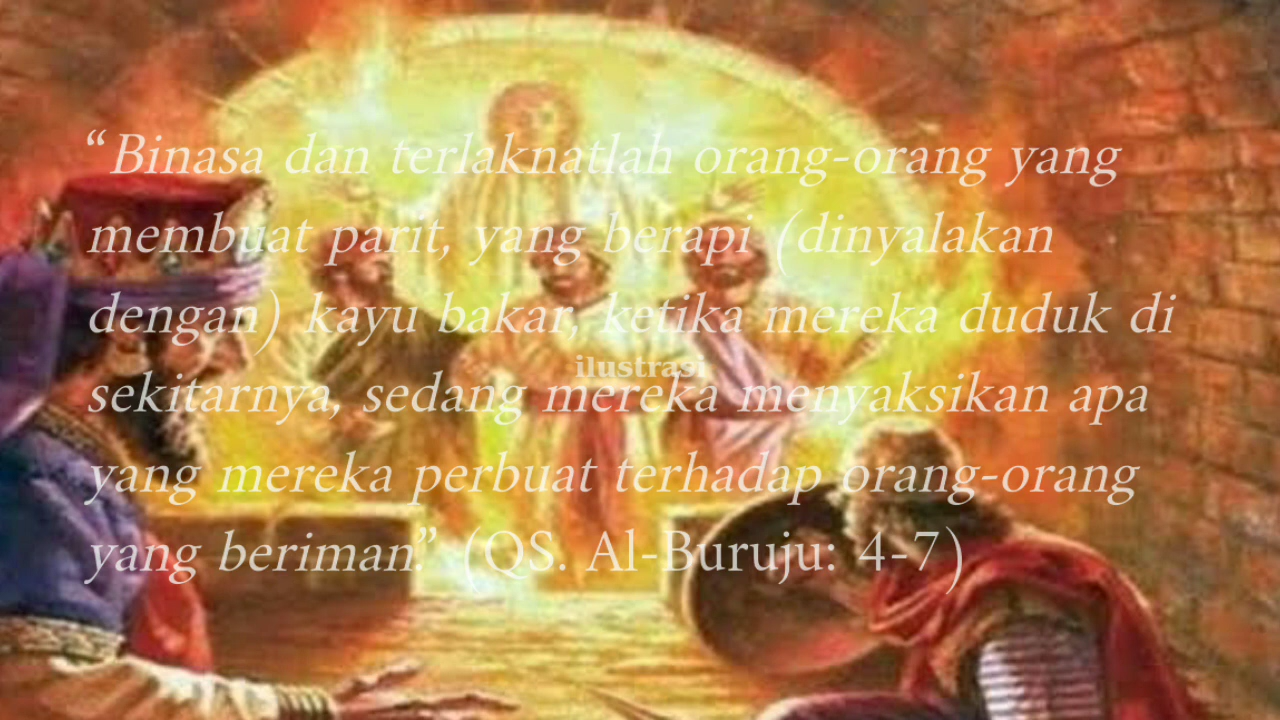 “Binasa dan terlaknatlah orang-orang yang
membuat parit, yang berapi (dinyalakan
dengan) kayu bakar, ketika mereka duduk di
ilustrasi
sekitarnya, sedang mereka menyaksikan apa
yang mereka perbuat terhadap orang-orang
yang beriman.” (QS. Al-Buruju: 4-7)